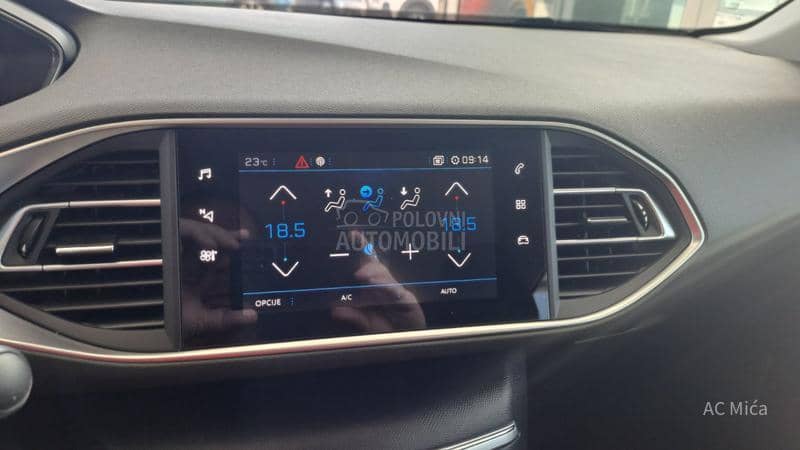 23°C
09:14
N
18.5
18.5
POLOVNI
AUTOMOBILI
OPCIJE
A/C
AUTO
AC Mića